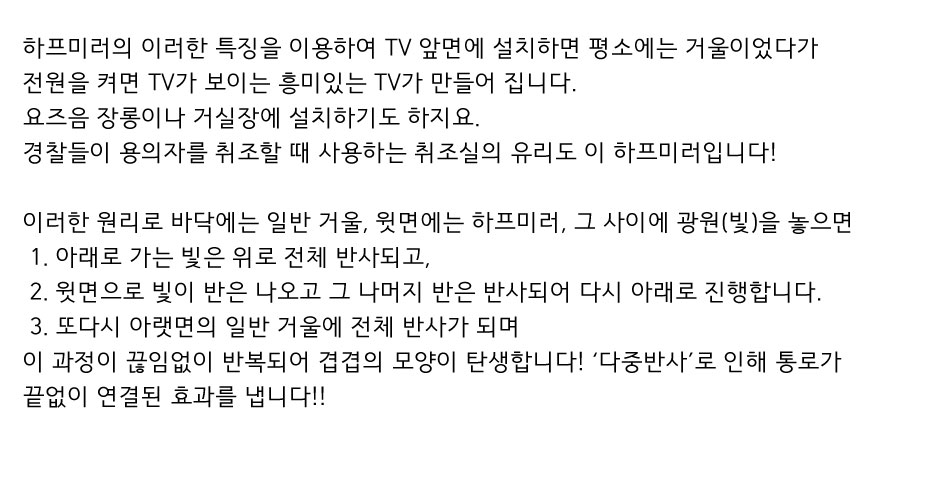 하프미러의 이러한 특징을 이용하여 TV 앞면에 설치하면 평소에는 거울이었다가
전원을 켜면 TV가 보이는 흥미있는 TV가 만들어 집니다.
요즈음 장롱이나 거실장에 설치하기도 하지요.
경찰들이 용의자를 취조할 때 사용하는 취조실의 유리도 이 하프미러입니다!
이러한 원리로 바닥에는 일반 거울, 윗면에는 하프미러, 그 사이에 광원(빛)을 놓으면
1. 아래로 가는 빛은 위로 전체 반사되고,
2. 윗면으로 빛이 반은 나오고 그 나머지 반은 반사되어 다시 아래로 진행합니다.
3. 또다시 아랫면의 일반 거울에 전체 반사가 되며
이 과정이 끊임없이 반복되어 겹겹의 모양이 탄생합니다! ‘다중반사’로 인해 통로가
끝없이 연결된 효과를 냅니다!!